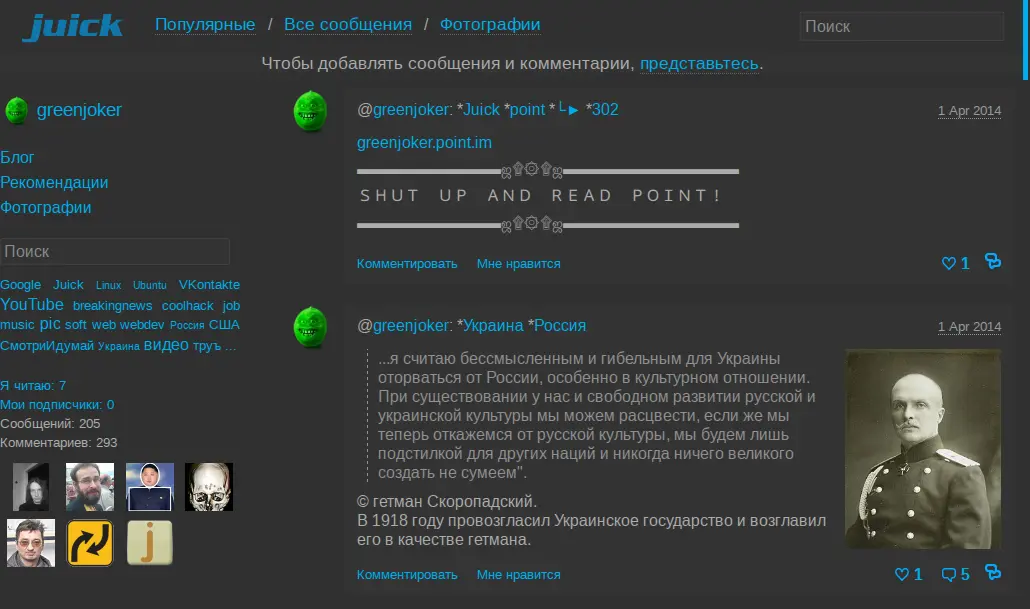 juick
Популярные / Все сообщения / Фотографии
Поиск
Чтобы добавлять сообщения и комментарии, представьтесь.
greenjoker
Блог
Рекомендации
Фотографии
Поиск
Google Juick Linux Ubuntu VKontakte
YouTube breakingnews coolhack job
music pic soft web webdev Россия США
СмотриИдумай Украина видео труъ ...
Я читаю: 7
Мои подписчики: 0
Сообщений: 205
Комментариев: 293
@greenjoker: *Juick *point *╰► *302
1 Apr 2014
greenjoker.point.im
▬▬▬▬▬▬▬▬▬ஜ۩۞۩ஜ▬▬▬▬▬▬▬▬▬
SHUT UP AND READ POINT!
▬▬▬▬▬▬▬▬▬ஜ۩۞۩ஜ▬▬▬▬▬▬▬▬▬
Комментировать Мне нравится
1
@greenjoker: *Украина *Россия
1 Apr 2014
...я считаю бессмысленным и гибельным для Украины
оторваться от России, особенно в культурном отношении.
При существовании у нас и свободном развитии русской и
украинской культуры мы можем расцвести, если же мы
теперь откажемся от русской культуры, мы будем лишь
подстилкой для других наций и никогда ничего великого
создать не сумеем".
© гетман Скоропадский.
В 1918 году провозгласил Украинское государство и возглавил
его в качестве гетмана.
Комментировать Мне нравится
1 5